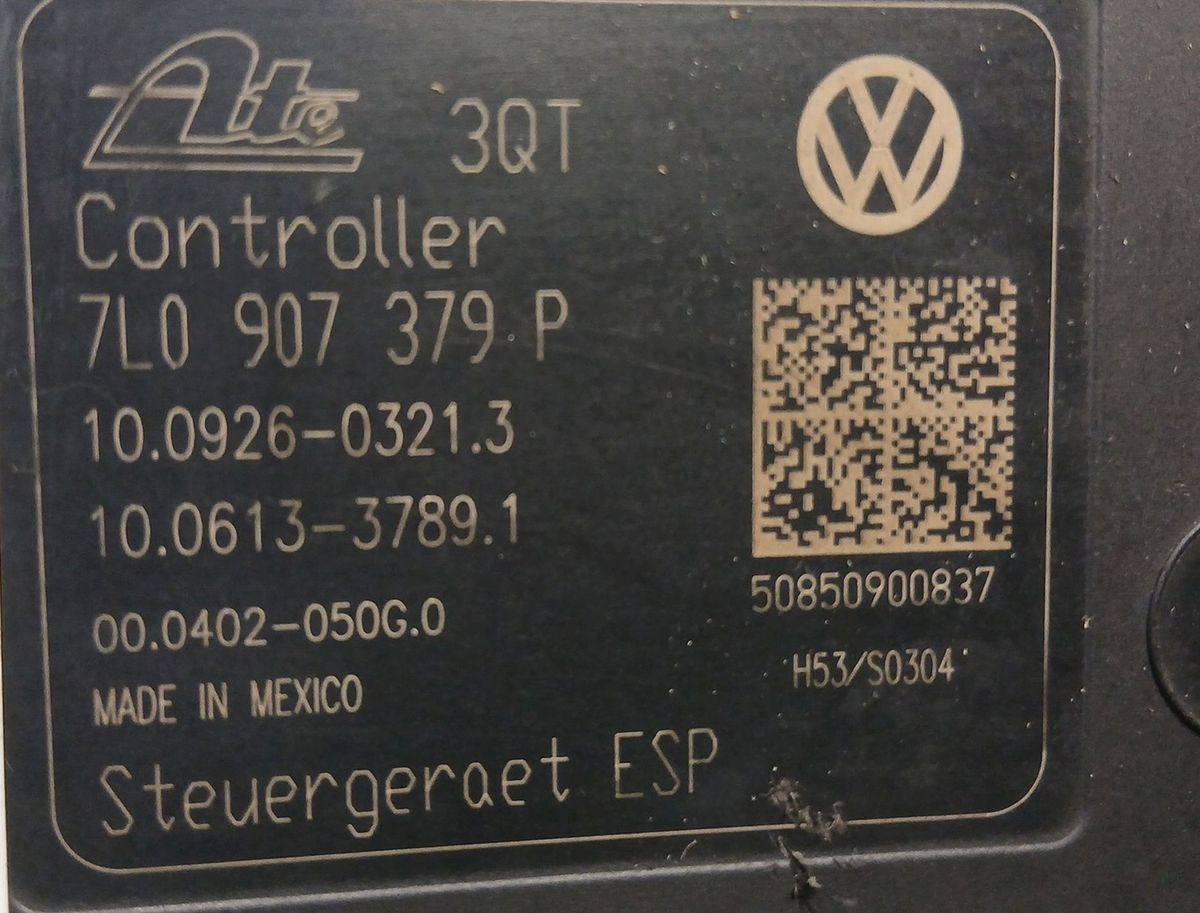 Ate 3QT
Controller
7L0 907 379 P
10.0926-0321.3
10.0613-3789.1
00.0402-050G.0
MADE IN MEXICO
Steuergeraet ESP
VW
50850900837
H53/S0304